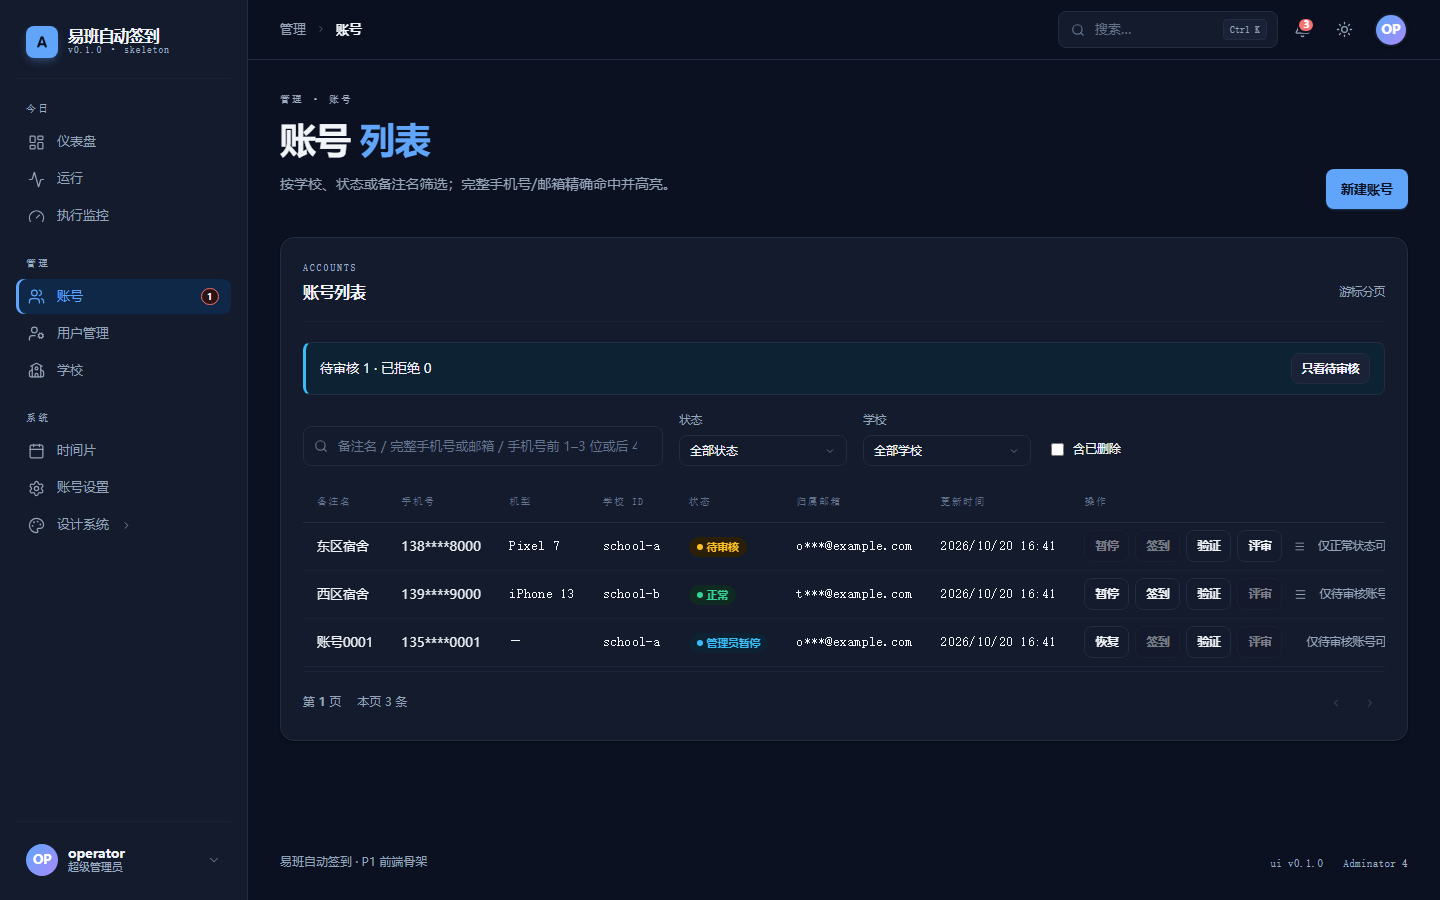 A
易班自动签到
v0.1.0 • skeleton
今日
仪表盘
运行
执行监控
管理
账号
1
用户管理
学校
系统
时间片
账号设置
设计系统
OP
operator
超级管理员
管理 › 账号
搜索...
Ctrl K
3
OP
管理 • 账号
账号 列表
按学校、状态或备注名筛选；完整手机号/邮箱精确命中并高亮。
新建账号
ACCOUNTS
账号列表
游标分页
待审核 1 · 已拒绝 0
只看待审核
备注名 / 完整手机号或邮箱 / 手机号前 1–3 位或后 4
状态
全部状态
学校
全部学校
含已删除
备注名 手机号 机型 学校 ID 状态 归属邮箱 更新时间 操作
东区宿舍 138****8000 Pixel 7 school-a 待审核 o***@example.com 2026/10/20 16:41 暂停 签到 验证 评审 仅正常状态可
西区宿舍 139****9000 iPhone 13 school-b 正常 t***@example.com 2026/10/20 16:41 暂停 签到 验证 评审 仅待审核账号
账号0001 135****0001 — school-a 管理员暂停 o***@example.com 2026/10/20 16:41 恢复 签到 验证 评审 仅待审核账号可
第 1 页 本页 3 条
易班自动签到 · P1 前端骨架
ui v0.1.0 Adminator 4